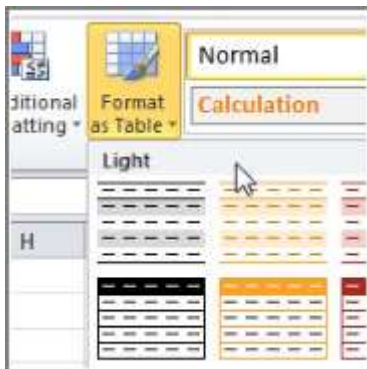 Normal
ditional
Format
Calculation
atting
as Table
Light
H